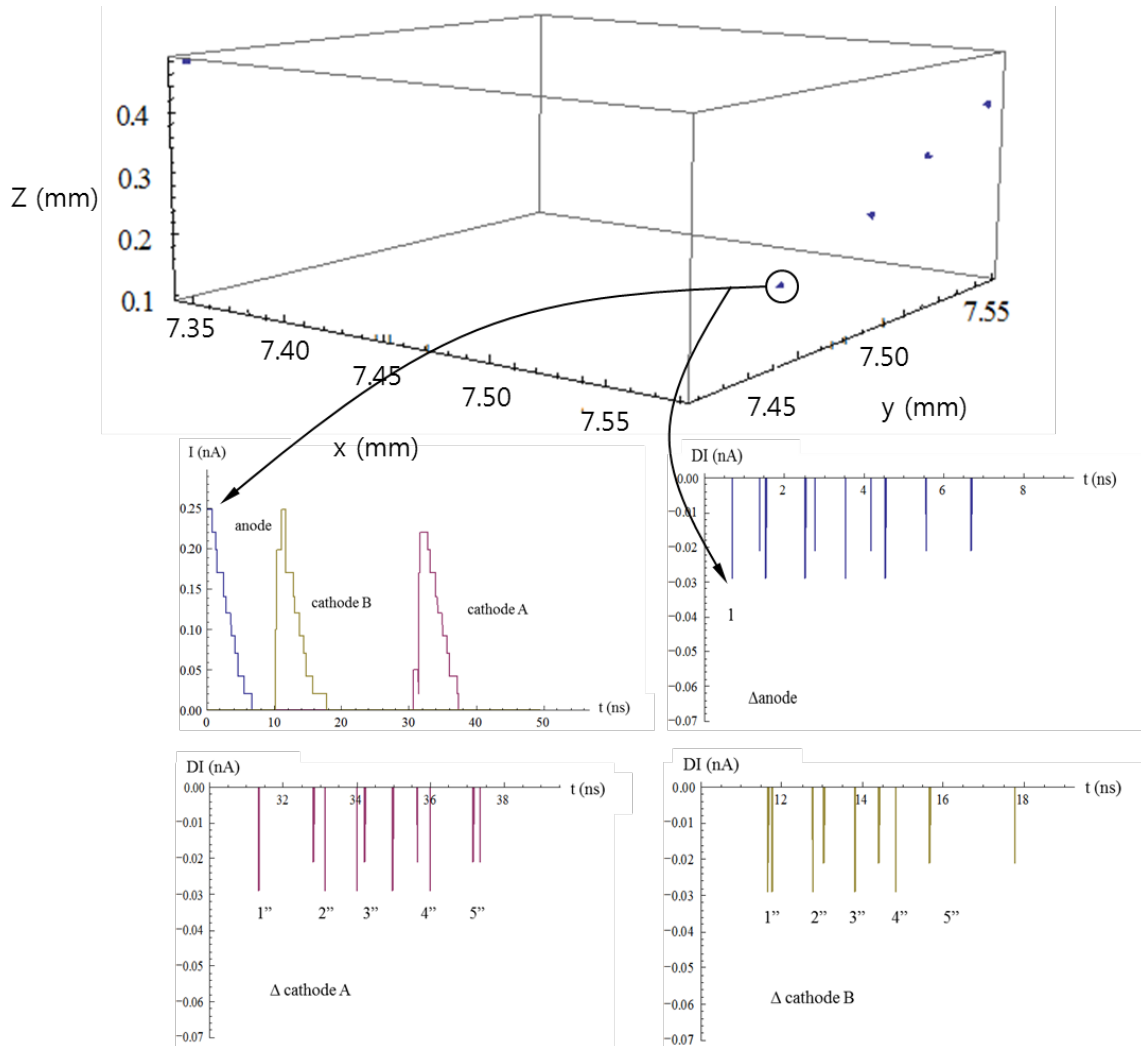 0.4
0.3
Z (mm)
0.2
0.1
7.35
7.40
7.45
7.50
7.55
x (mm)
7.45
7.50
7.55
y (mm)
I (nA)
0.25
0.20
0.15
0.10
0.05
0.00
0 10 20 30 40 50
t (ns)
anode
cathode B
cathode A
DI (nA)
0.00
−0.01
−0.02
−0.03
−0.04
−0.05
−0.06
−0.07
2 4 6 8
t (ns)
1
Δanode
DI (nA)
0.00
−0.01
−0.02
−0.03
−0.04
−0.05
−0.06
−0.07
32 34 36 38
t (ns)
1” 2” 3” 4” 5”
Δ cathode A
DI (nA)
0.00
−0.01
−0.02
−0.03
−0.04
−0.05
−0.06
−0.07
12 14 16 18
t (ns)
1” 2” 3” 4” 5”
Δ cathode B